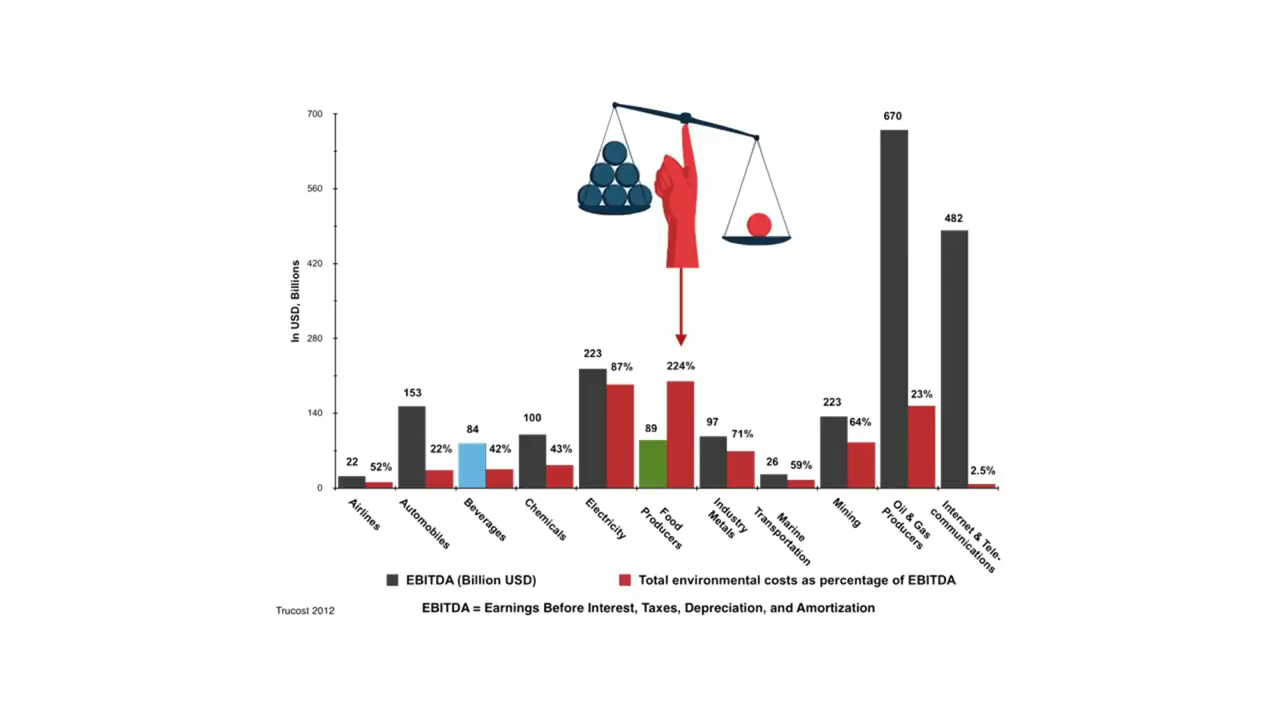 700
560
420
280
140
0
In USD, Billions
22
52%
153
22%
84
42%
100
43%
223
87%
89
224%
97
71%
26
59%
223
64%
670
23%
482
2.5%
Airlines
Automobiles
Beverages
Chemicals
Electricity
Food
Producers
Industry
Metals
Marine
Transportation
Mining
Oil & Gas
Producers
Internet & Tele-
communications
EBITDA (Billion USD)
Total environmental costs as percentage of EBITDA
EBITDA = Earnings Before Interest, Taxes, Depreciation, and Amortization
Trucost 2012